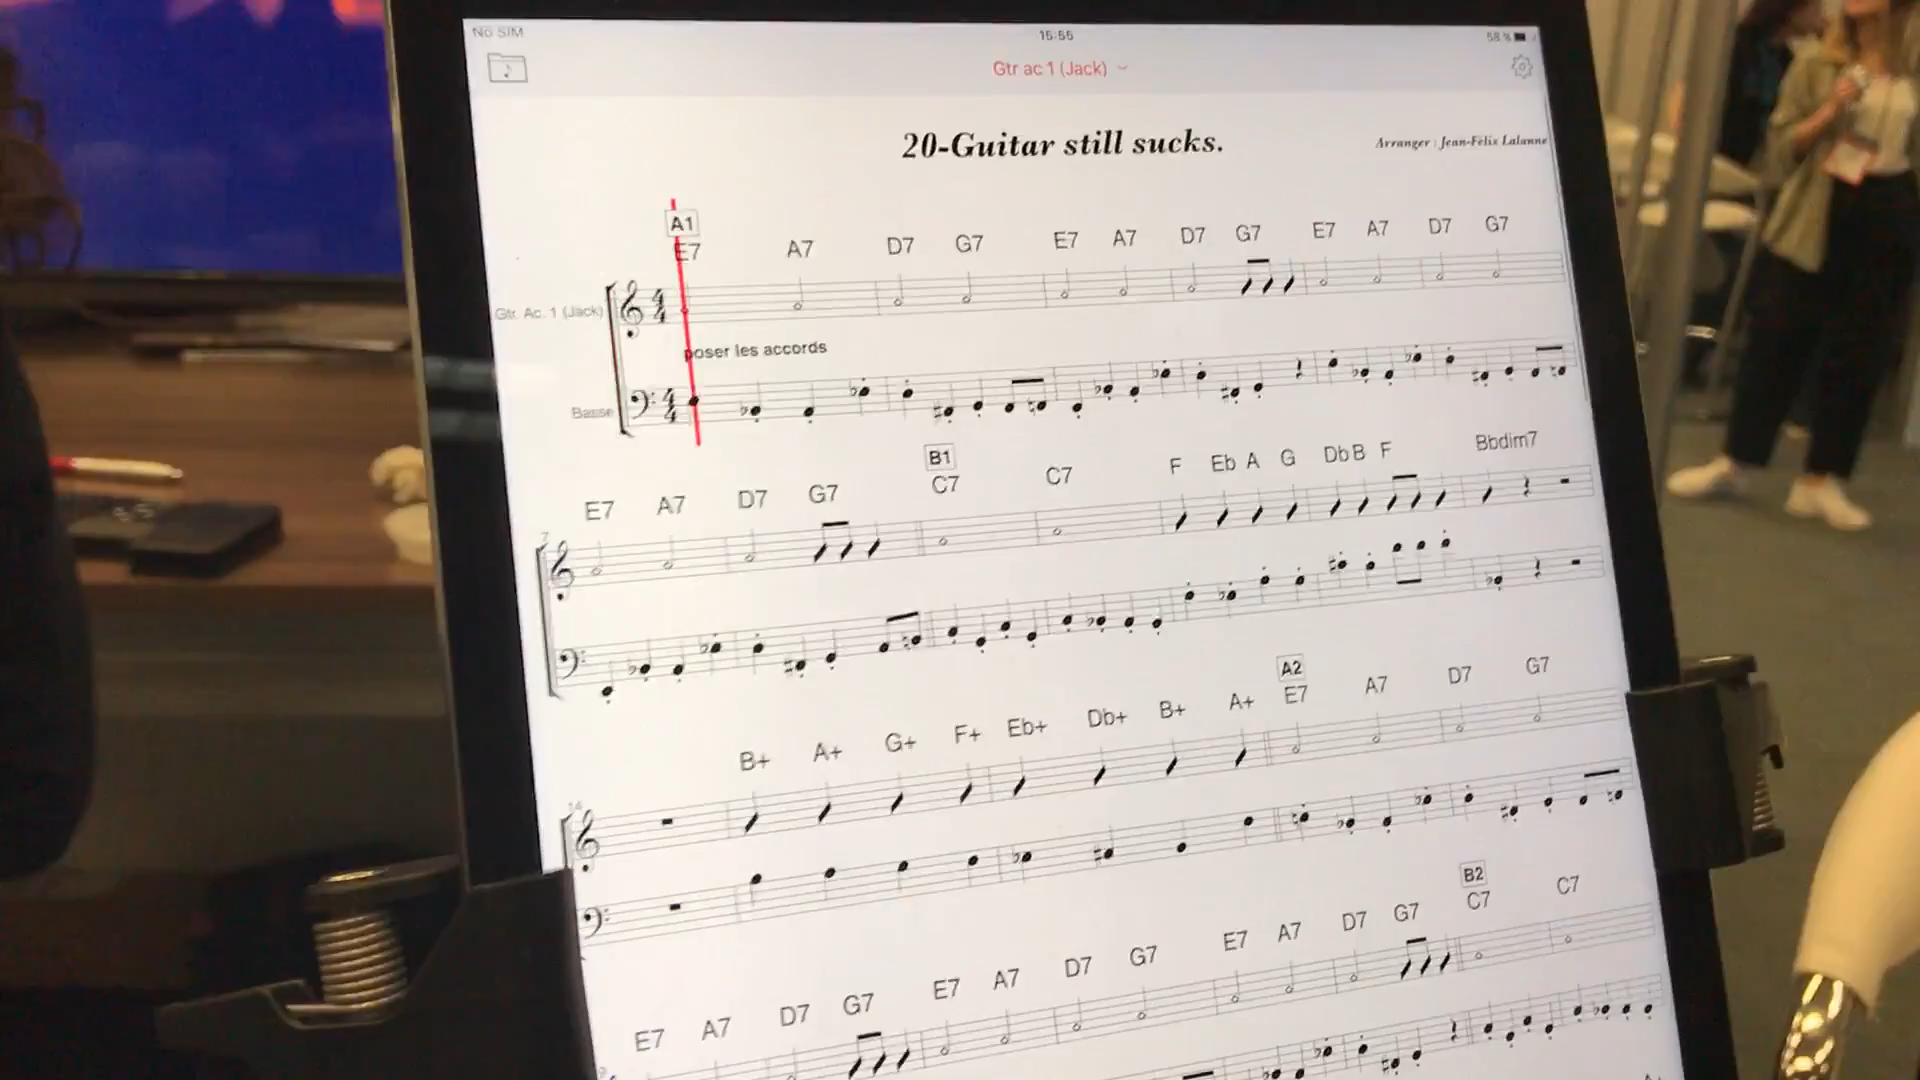 No SIM 15:55 58 %
Gtr ac 1 (Jack)
20-Guitar still sucks.
Arranger : Jean-Félix Lalanne
A1
E7 A7 D7 G7 E7 A7 D7 G7 E7 A7 D7 G7
Gtr. Ac. 1 (Jack)
poser les accords
Basse
B1
E7 A7 D7 G7 C7 C7 F Eb A G Db B F Bbdim7
7
A2
B+ A+ G+ F+ Eb+ Db+ B+ A+ E7 A7 D7 G7
14
B2
E7 A7 D7 G7 E7 A7 D7 G7 E7 A7 D7 G7 C7 C7